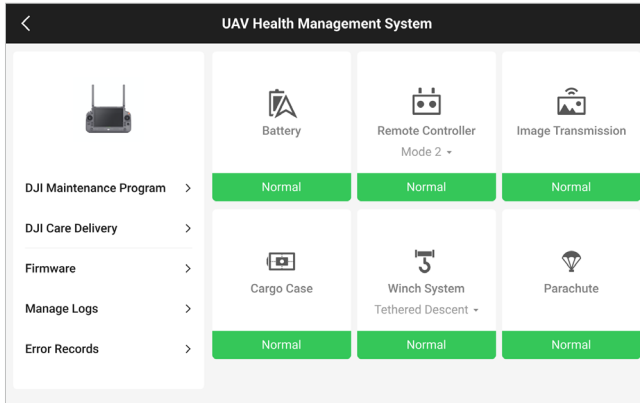 UAV Health Management System
DJI Maintenance Program
DJI Care Delivery
Firmware
Manage Logs
Error Records
Battery
Normal
Remote Controller
Mode 2
Normal
Image Transmission
Normal
Cargo Case
Normal
Winch System
Tethered Descent
Normal
Parachute
Normal